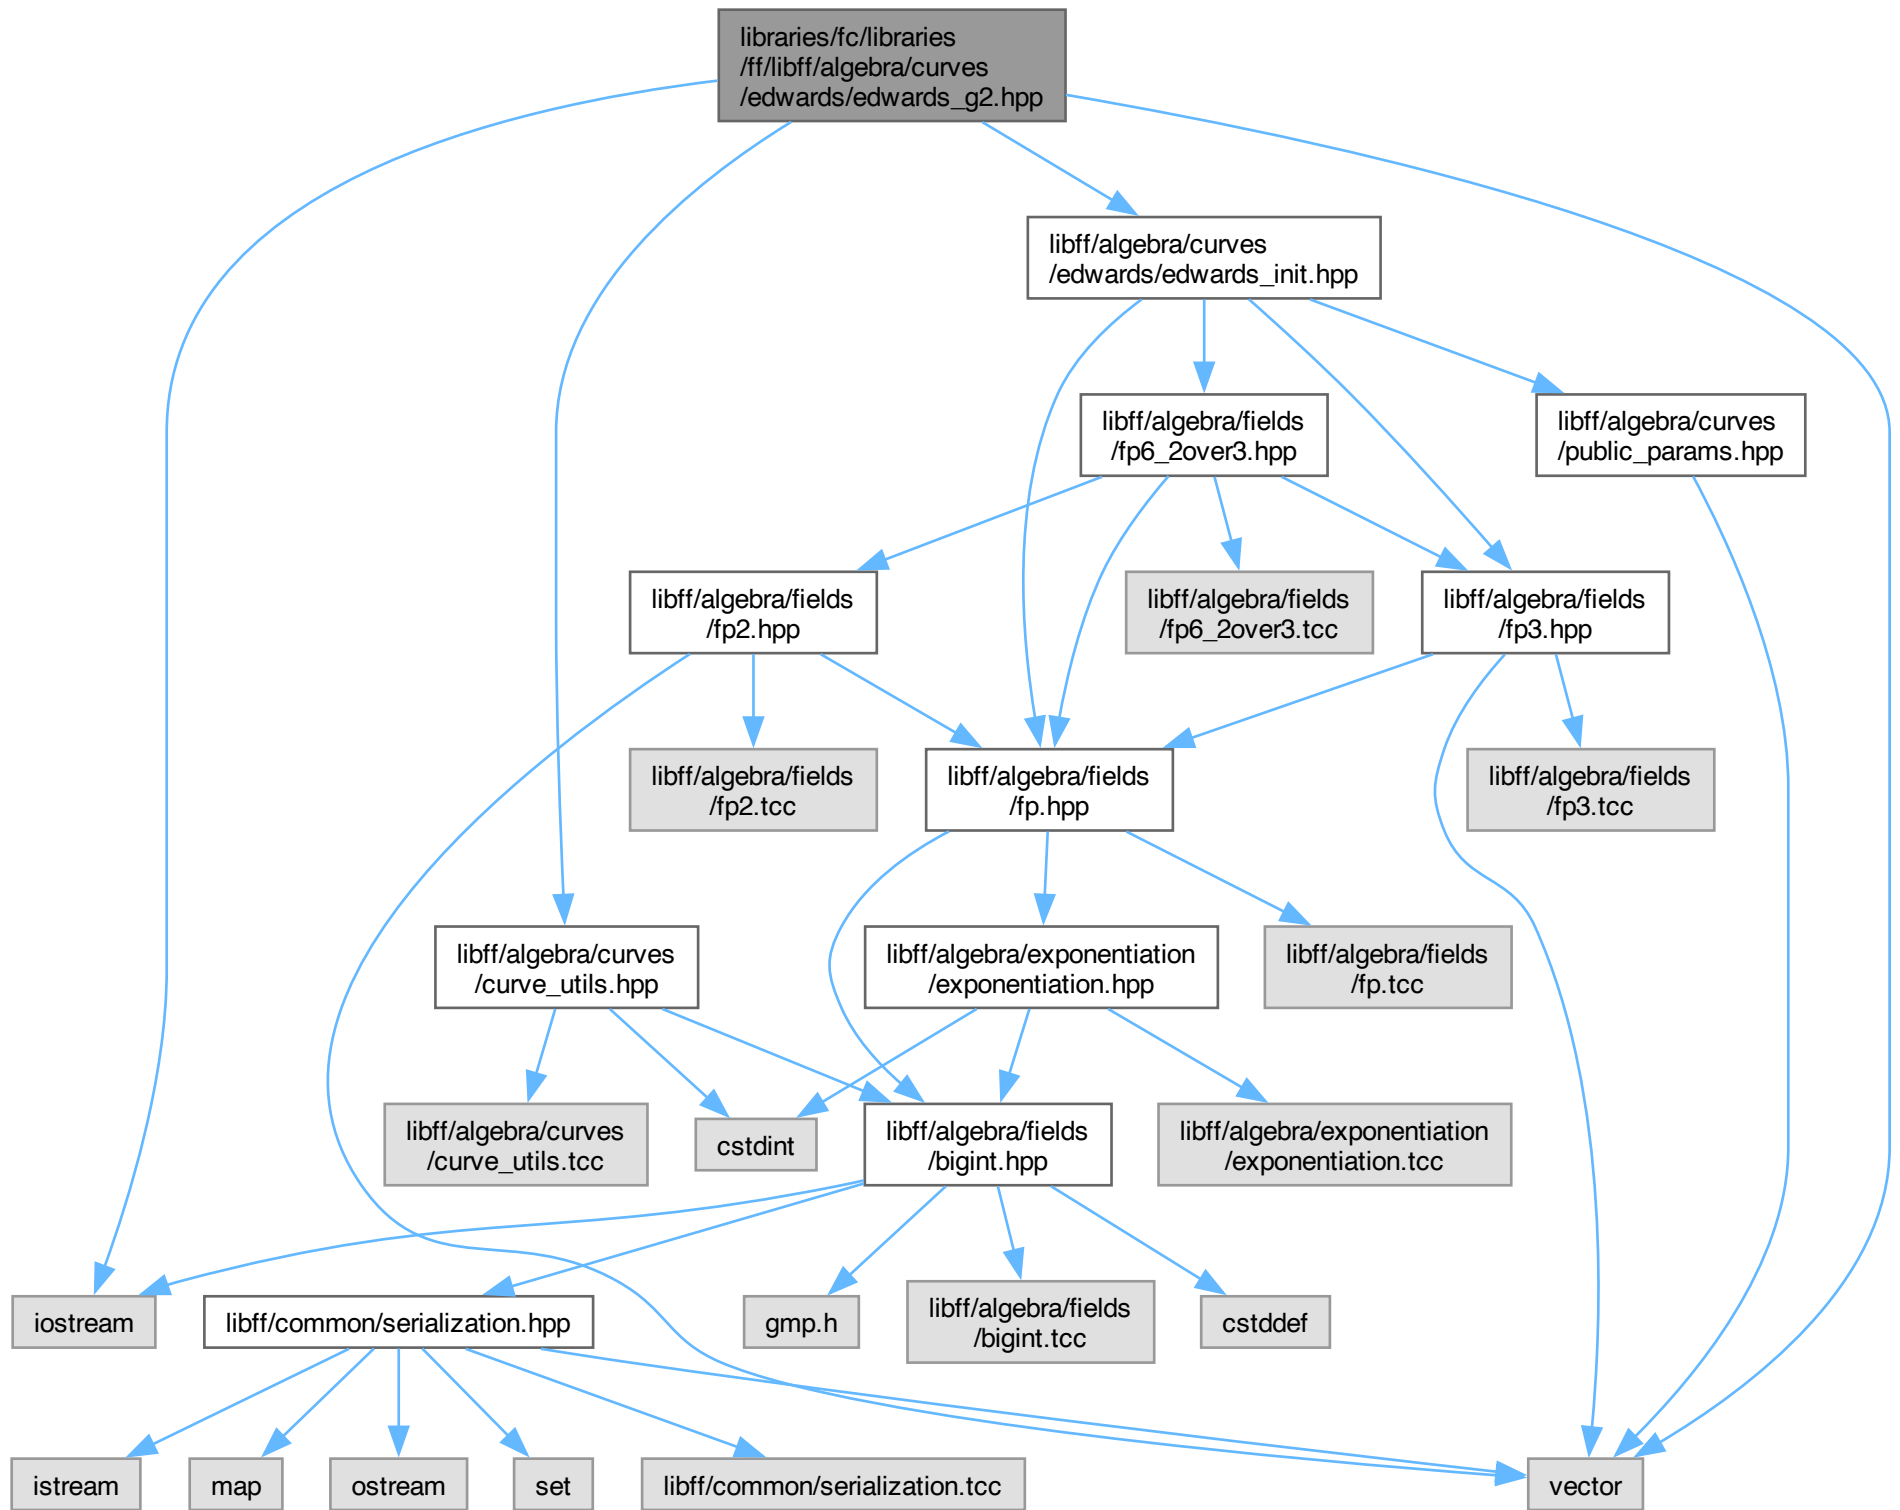 libraries/fc/libraries
/ff/libff/algebra/curves
/edwards/edwards_g2.hpp
libff/algebra/curves
/edwards/edwards_init.hpp
libff/algebra/fields
/fp6_2over3.hpp
libff/algebra/curves
/public_params.hpp
libff/algebra/fields
/fp2.hpp
libff/algebra/fields
/fp6_2over3.tcc
libff/algebra/fields
/fp3.hpp
libff/algebra/fields
/fp2.tcc
libff/algebra/fields
/fp.hpp
libff/algebra/fields
/fp3.tcc
libff/algebra/curves
/curve_utils.hpp
libff/algebra/exponentiation
/exponentiation.hpp
libff/algebra/fields
/fp.tcc
libff/algebra/curves
/curve_utils.tcc
cstdint
libff/algebra/fields
/bigint.hpp
libff/algebra/exponentiation
/exponentiation.tcc
iostream
libff/common/serialization.hpp
gmp.h
libff/algebra/fields
/bigint.tcc
cstddef
istream
map
ostream
set
libff/common/serialization.tcc
vector